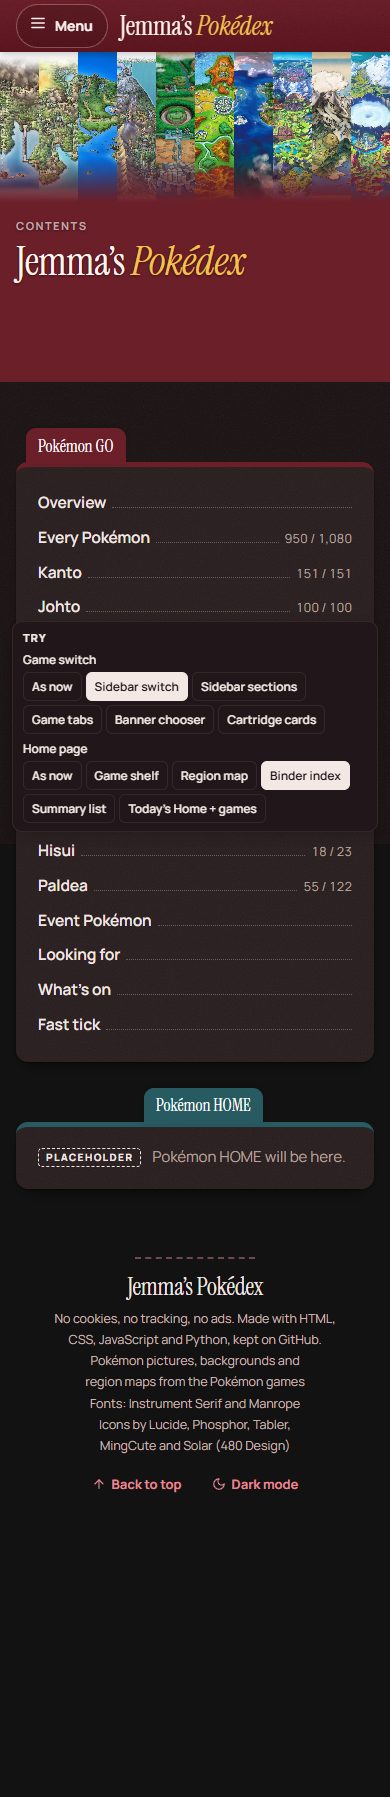 Menu
Jemma’s Pokédex
CONTENTS
Jemma’s Pokédex
Pokémon GO
Overview
Every Pokémon 950 / 1,080
Kanto 151 / 151
Johto 100 / 100
TRY
Game switch
As now Sidebar switch Sidebar sections
Game tabs Banner chooser Cartridge cards
Home page
As now Game shelf Region map Binder index
Summary list Today’s Home + games
Hisui 18 / 23
Paldea 55 / 122
Event Pokémon
Looking for
What’s on
Fast tick
Pokémon HOME
PLACEHOLDER Pokémon HOME will be here.
Jemma’s Pokédex
No cookies, no tracking, no ads. Made with HTML,
CSS, JavaScript and Python, kept on GitHub.
Pokémon pictures, backgrounds and
region maps from the Pokémon games
Fonts: Instrument Serif and Manrope
Icons by Lucide, Phosphor, Tabler,
MingCute and Solar (480 Design)
Back to top Dark mode